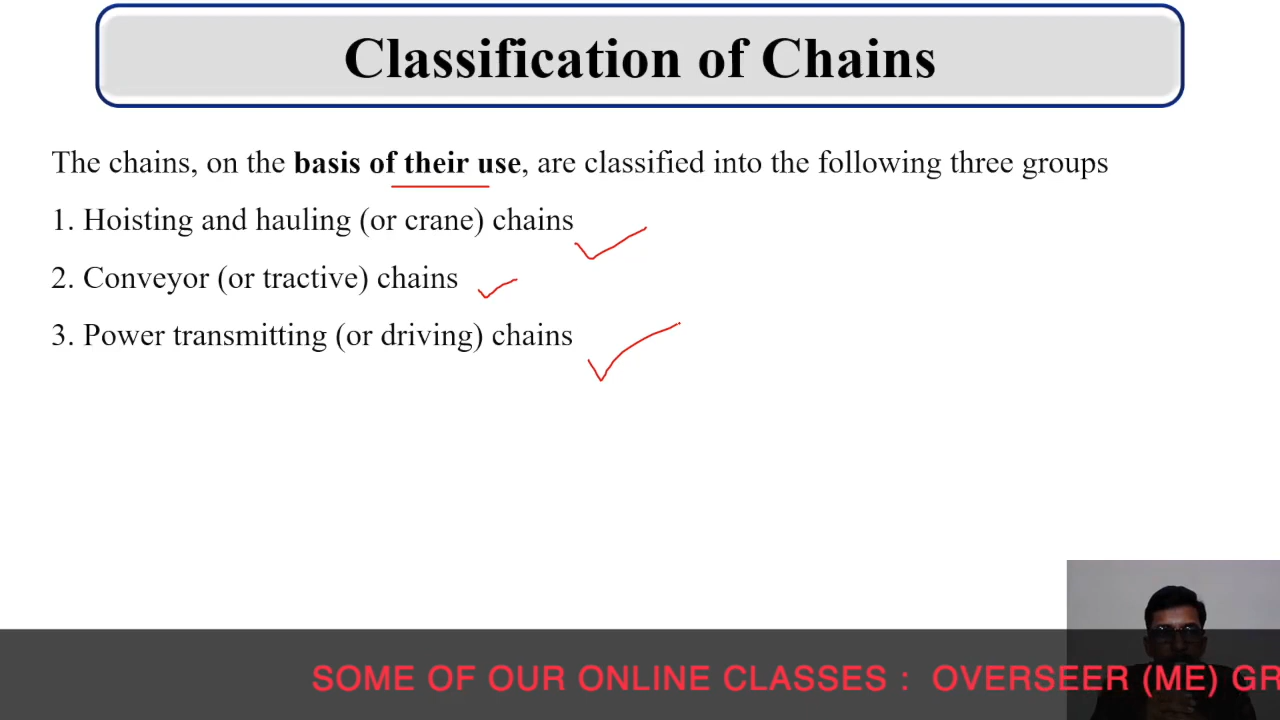 Classification of Chains
The chains, on the basis of their use, are classified into the following three groups
1. Hoisting and hauling (or crane) chains
2. Conveyor (or tractive) chains
3. Power transmitting (or driving) chains
SOME OF OUR ONLINE CLASSES : OVERSEER (ME) GR